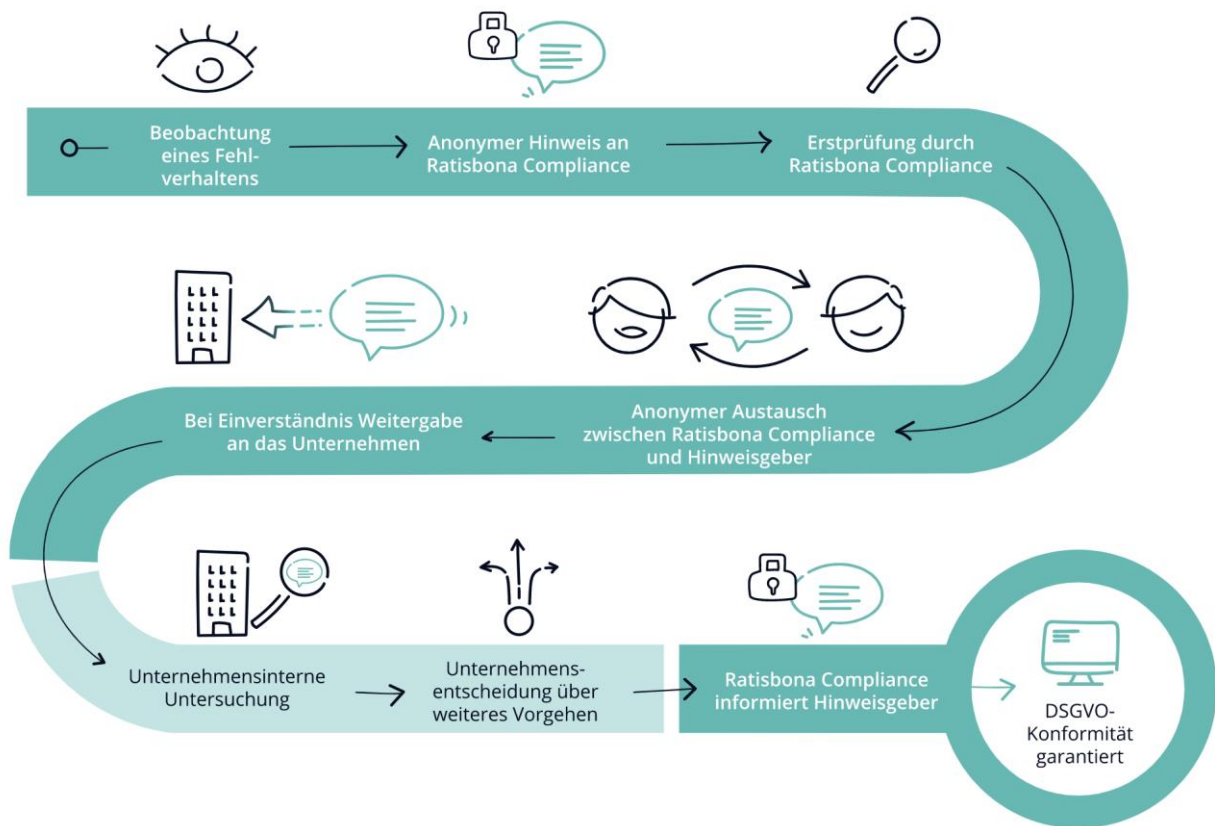 Beobachtung
eines Fehl-
verhaltens
Anonymer Hinweis an
Ratisbona Compliance
Erstprüfung durch
Ratisbona Compliance
Anonymer Austausch
zwischen Ratisbona Compliance
und Hinweisgeber
Bei Einverständnis Weitergabe
an das Unternehmen
Unternehmensinterne
Untersuchung
Unternehmens-
entscheidung über
weiteres Vorgehen
Ratisbona Compliance
informiert Hinweisgeber
DSGVO-
Konformität
garantiert